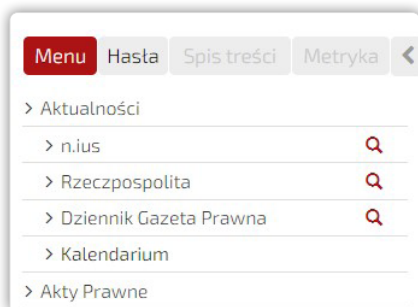 Menu Hasła Spis treści Metryka
Aktualności
n.ius
Rzeczpospolita
Dziennik Gazeta Prawna
Kalendarium
Akty Prawne